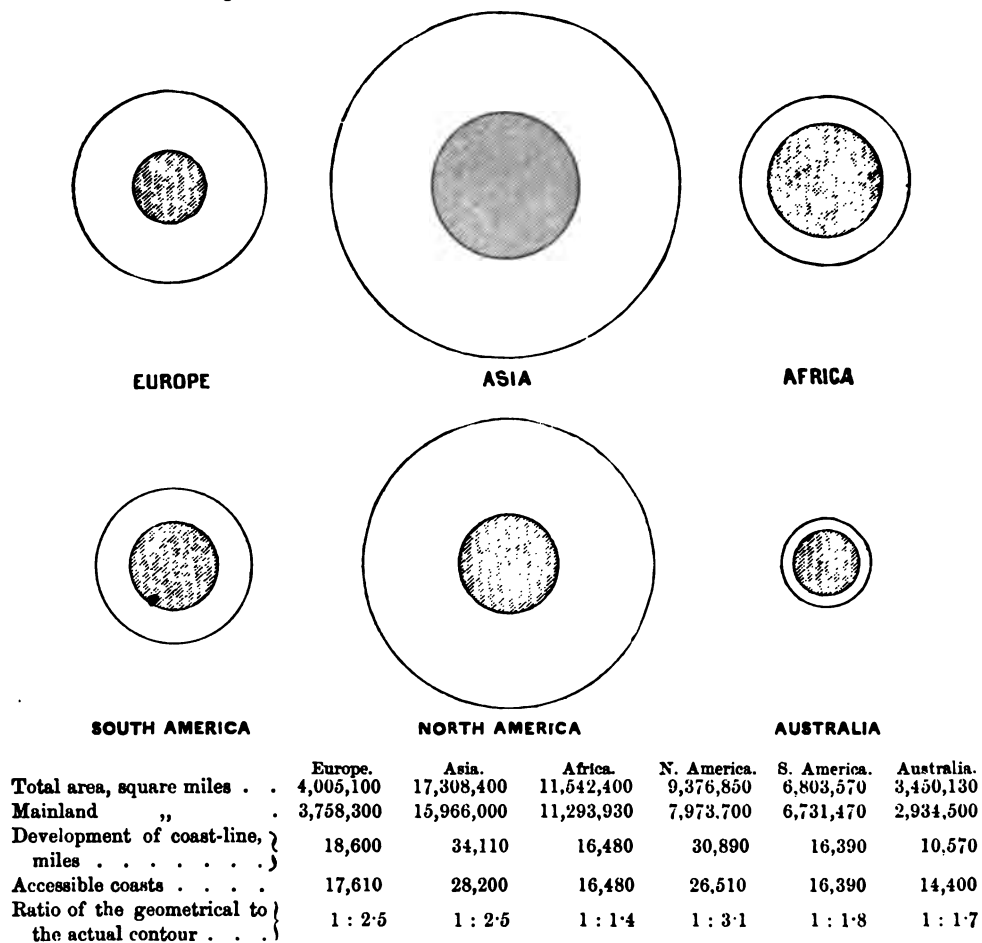 EUROPE ASIA AFRICA
SOUTH AMERICA NORTH AMERICA AUSTRALIA
Europe. Asia. Africa. N. America. S. America. Australia.
Total area, square miles . . 4,005,100 17,308,400 11,542,400 9,376,850 6,803,570 3,450,130
Mainland „ . 3,758,300 15,966,000 11,293,930 7,973,700 6,731,470 2,934,500
Development of coast-line,
miles . . . . . . . 18,600 34,110 16,480 30,890 16,390 10,570
Accessible coasts . . . . 17,610 28,200 16,480 26,510 16,390 14,400
Ratio of the geometrical to
the actual contour . . . 1 : 2·5 1 : 2·5 1 : 1·4 1 : 3·1 1 : 1·8 1 : 1·7